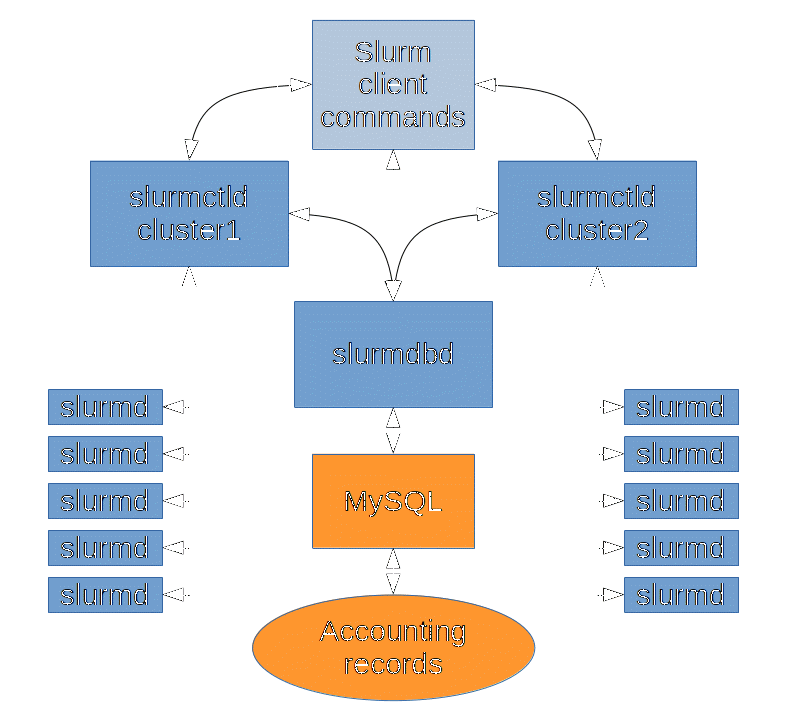 Slurm
client
commands
slurmctld
cluster1
slurmctld
cluster2
slurmdbd
slurmd
slurmd
slurmd
slurmd
slurmd
MySQL
Accounting
records
slurmd
slurmd
slurmd
slurmd
slurmd